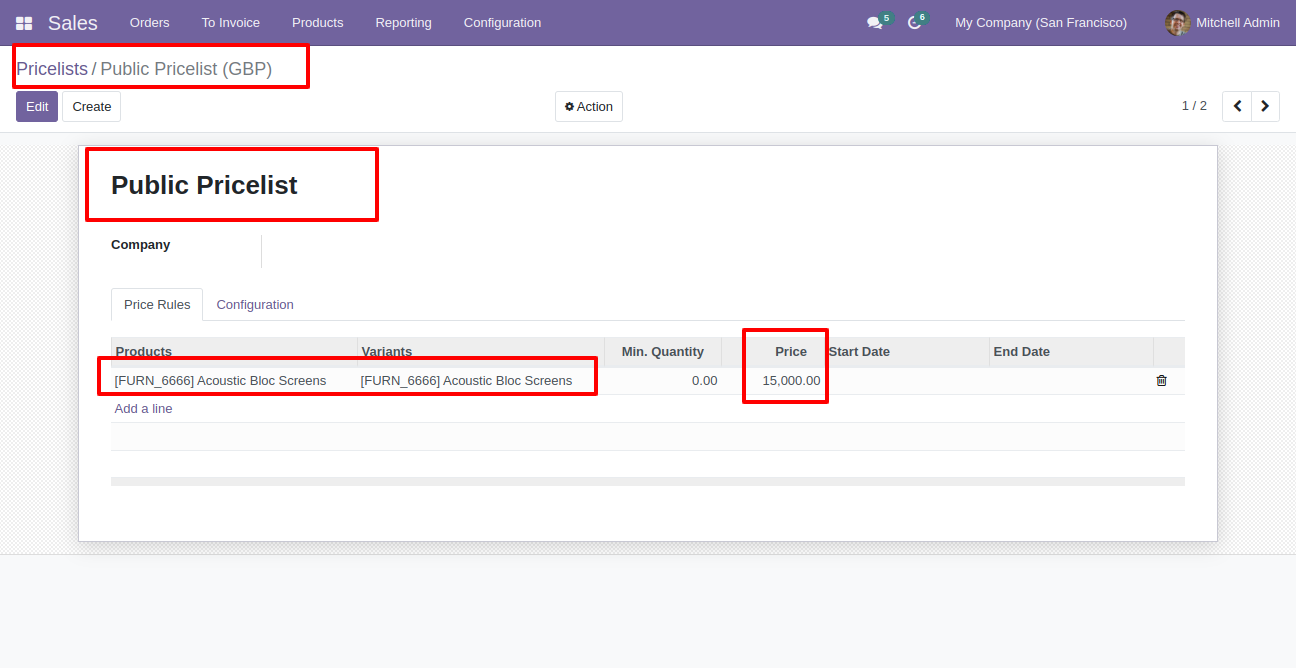 Sales Orders To Invoice Products Reporting Configuration 5 6 My Company (San Francisco) Mitchell Admin
Pricelists / Public Pricelist (GBP)
Edit Create Action 1 / 2
Public Pricelist
Company
Price Rules Configuration
Products Variants Min. Quantity Price Start Date End Date
[FURN_6666] Acoustic Bloc Screens [FURN_6666] Acoustic Bloc Screens 0.00 15,000.00
Add a line